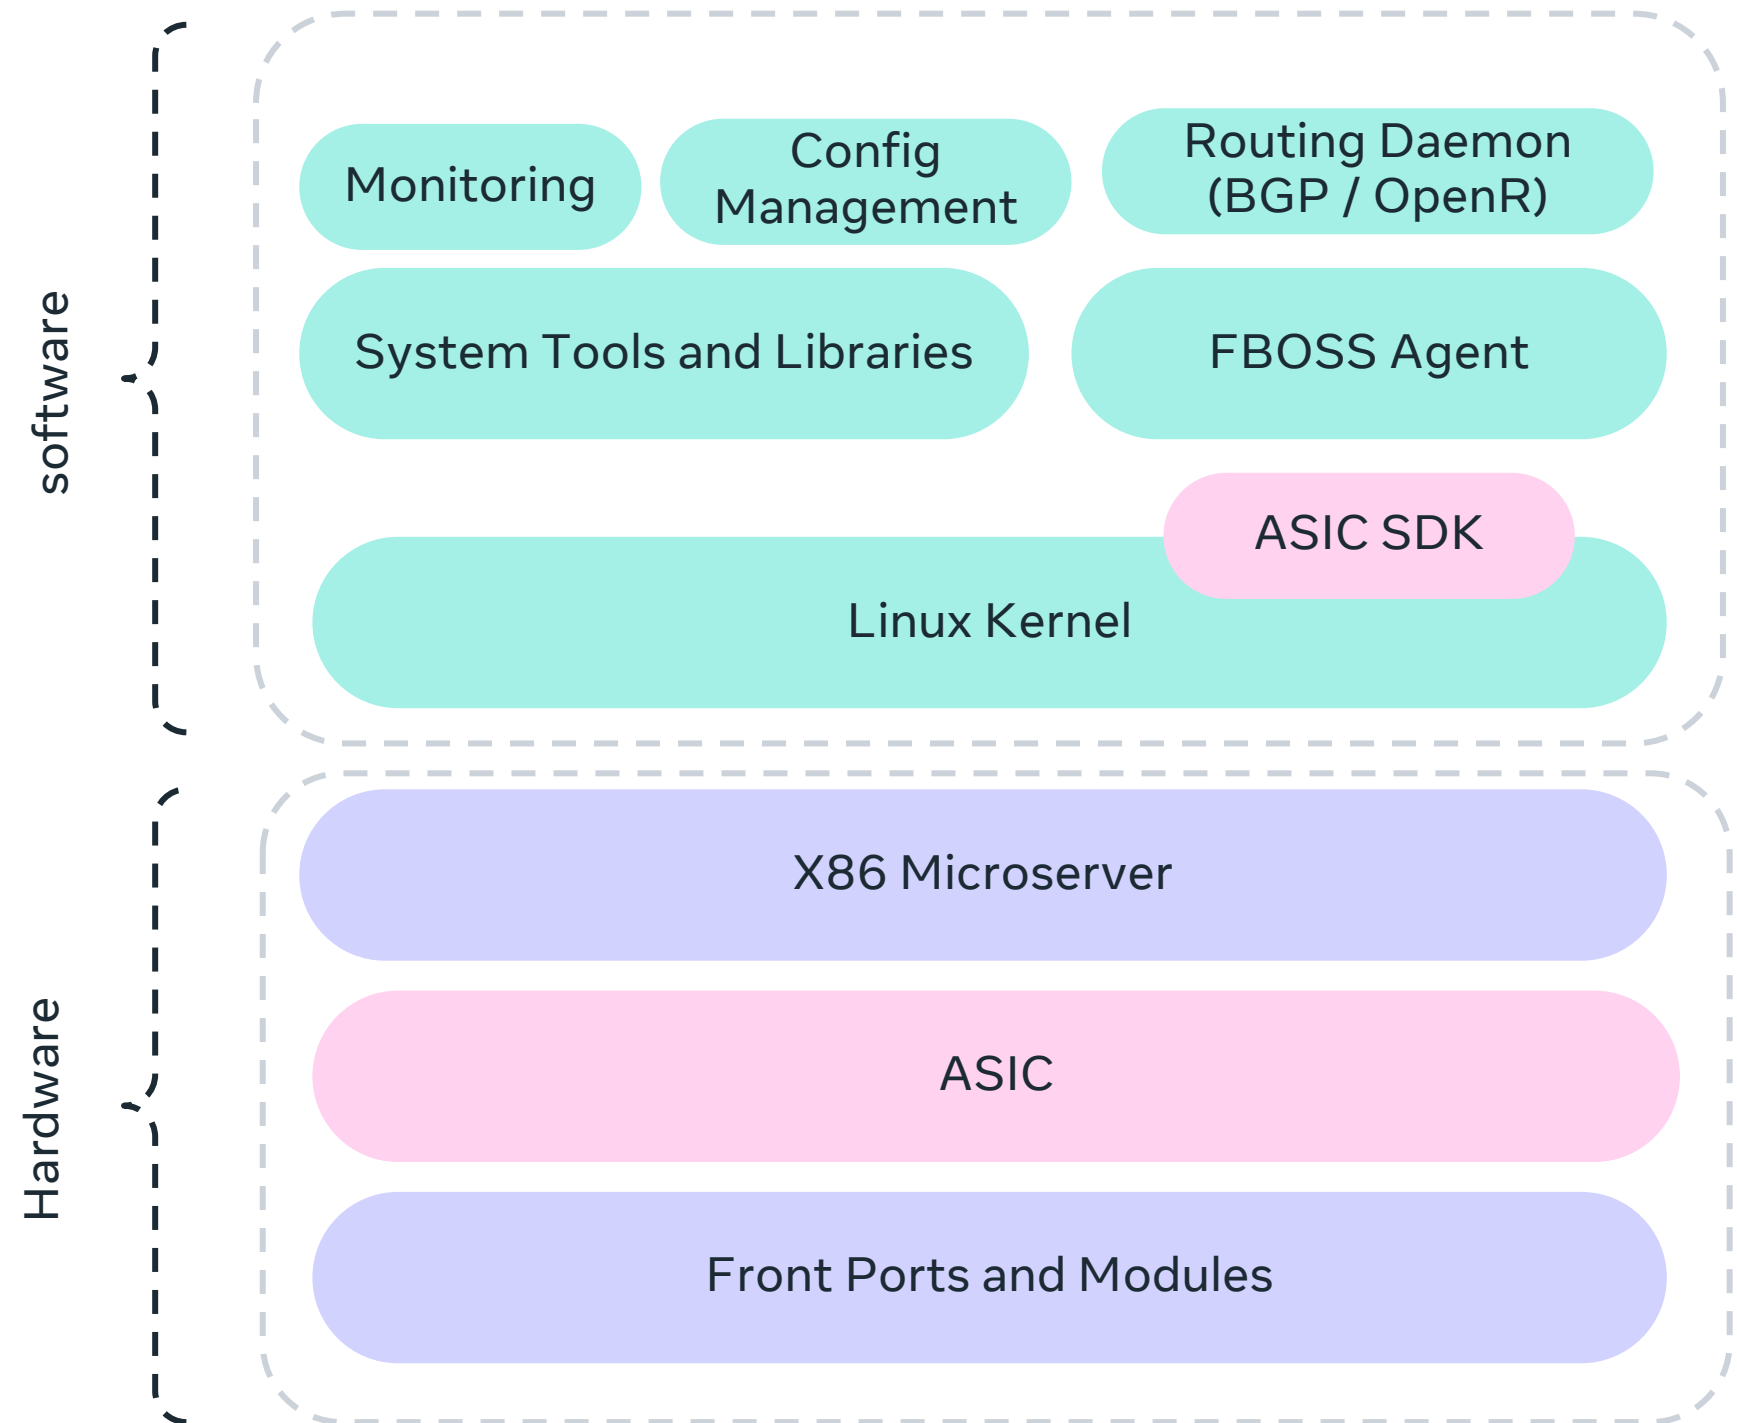 software
Monitoring
Config
Management
Routing Daemon
(BGP / OpenR)
System Tools and Libraries
FBOSS Agent
ASIC SDK
Linux Kernel
Hardware
X86 Microserver
ASIC
Front Ports and Modules